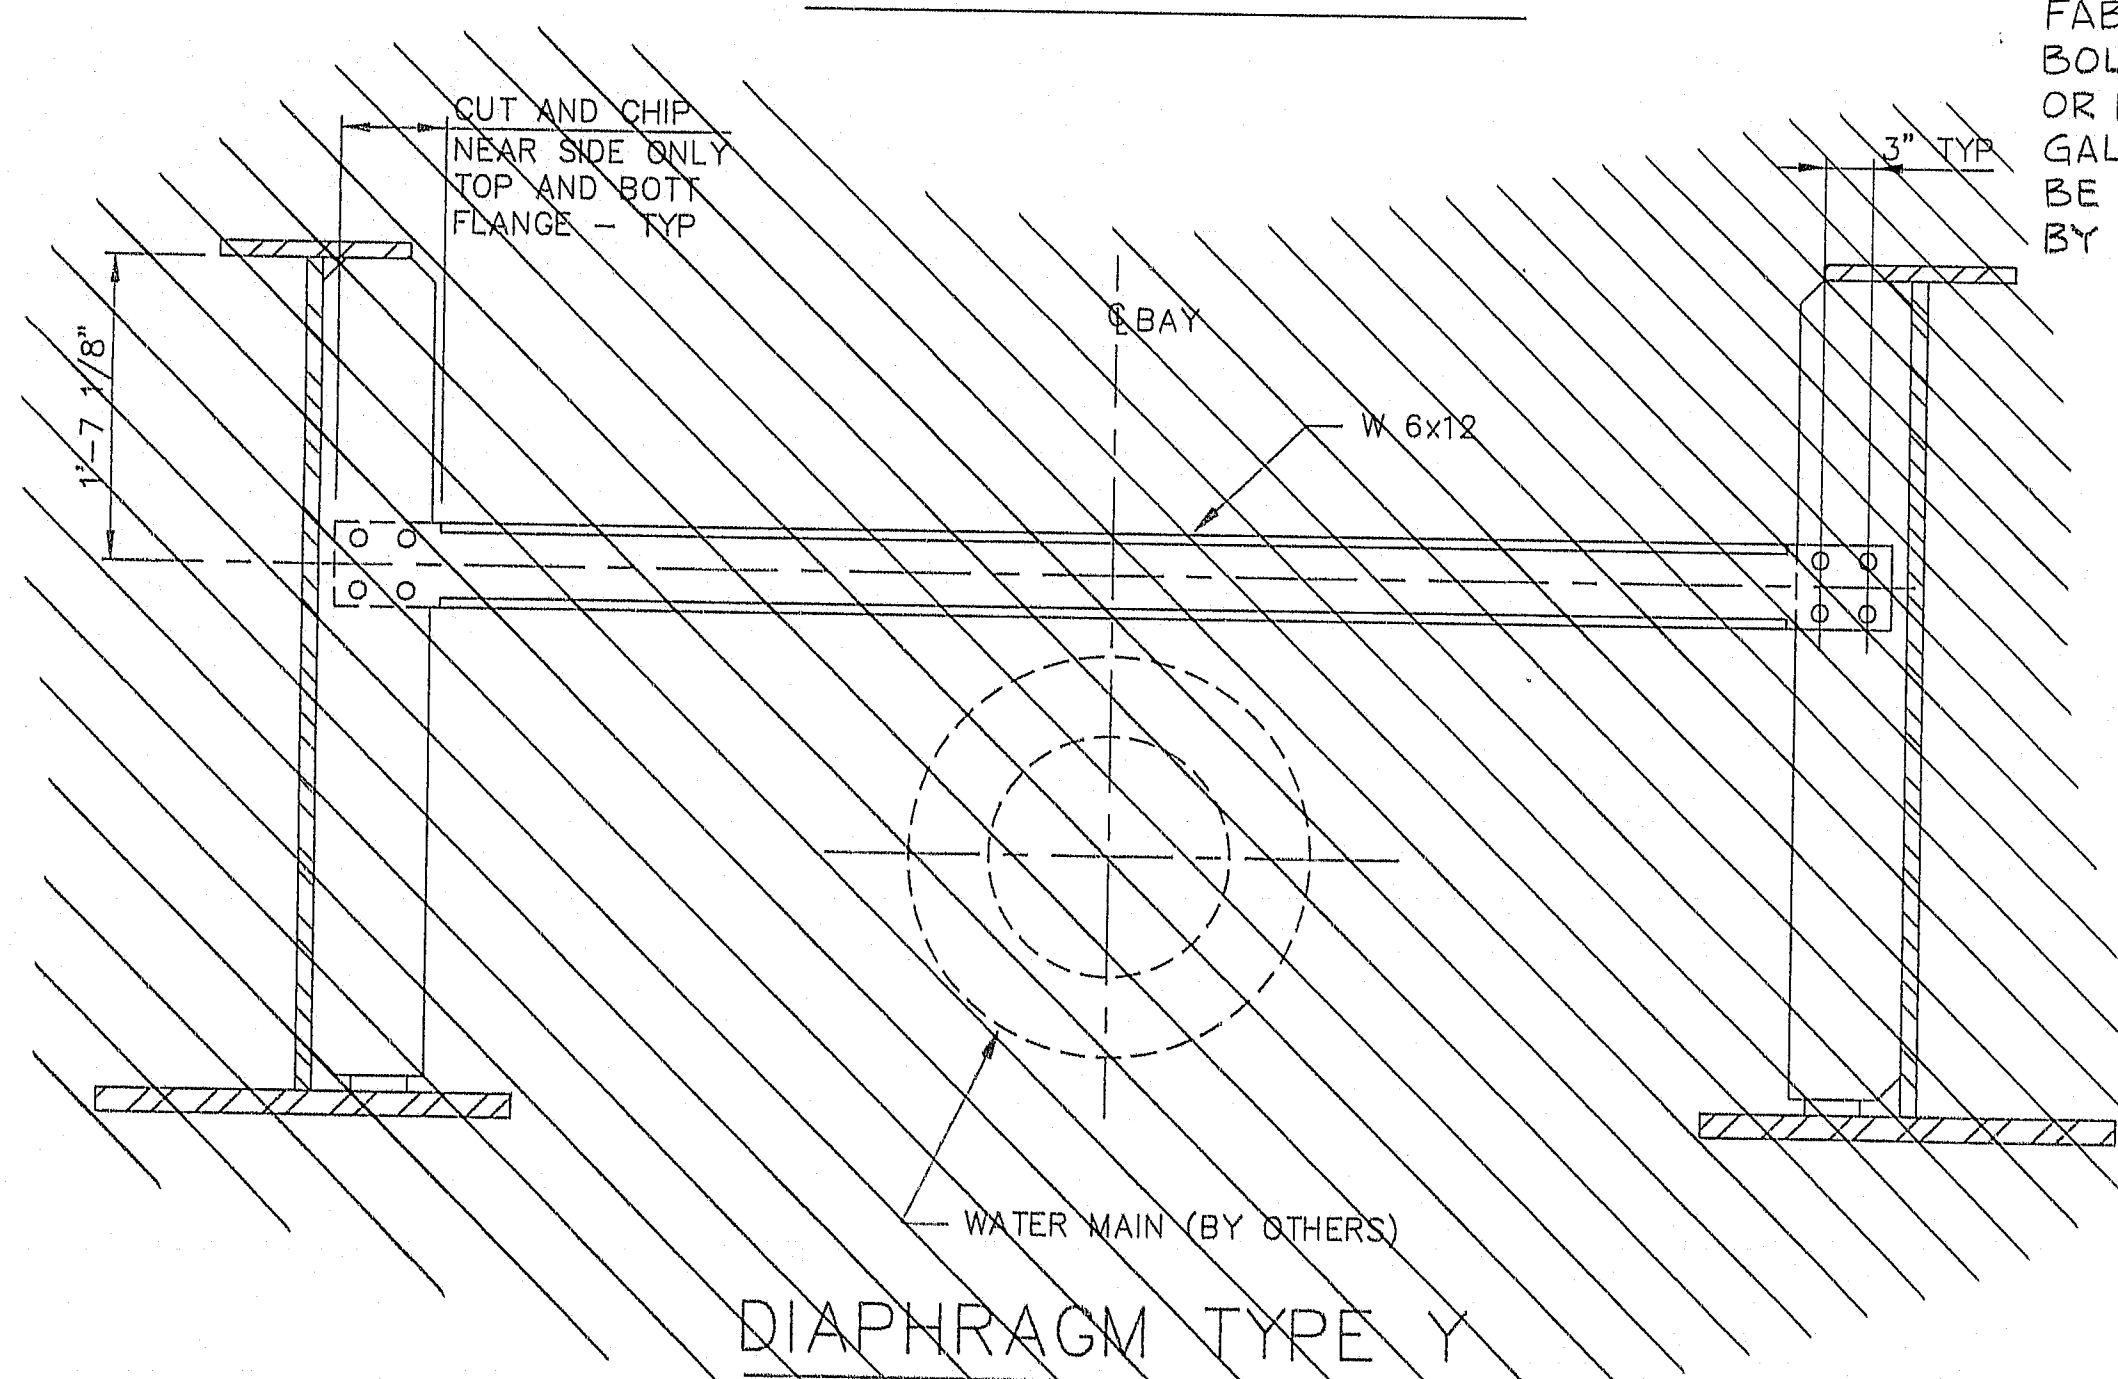 FAB
BOL
OR
GAL
BE
BY
CUT AND CHIP
NEAR SIDE ONLY
TOP AND BOTT
FLANGE - TYP
3" TYP
1'-7 1/8"
℄ BAY
W 6x12
WATER MAIN (BY OTHERS)
DIAPHRAGM TYPE Y